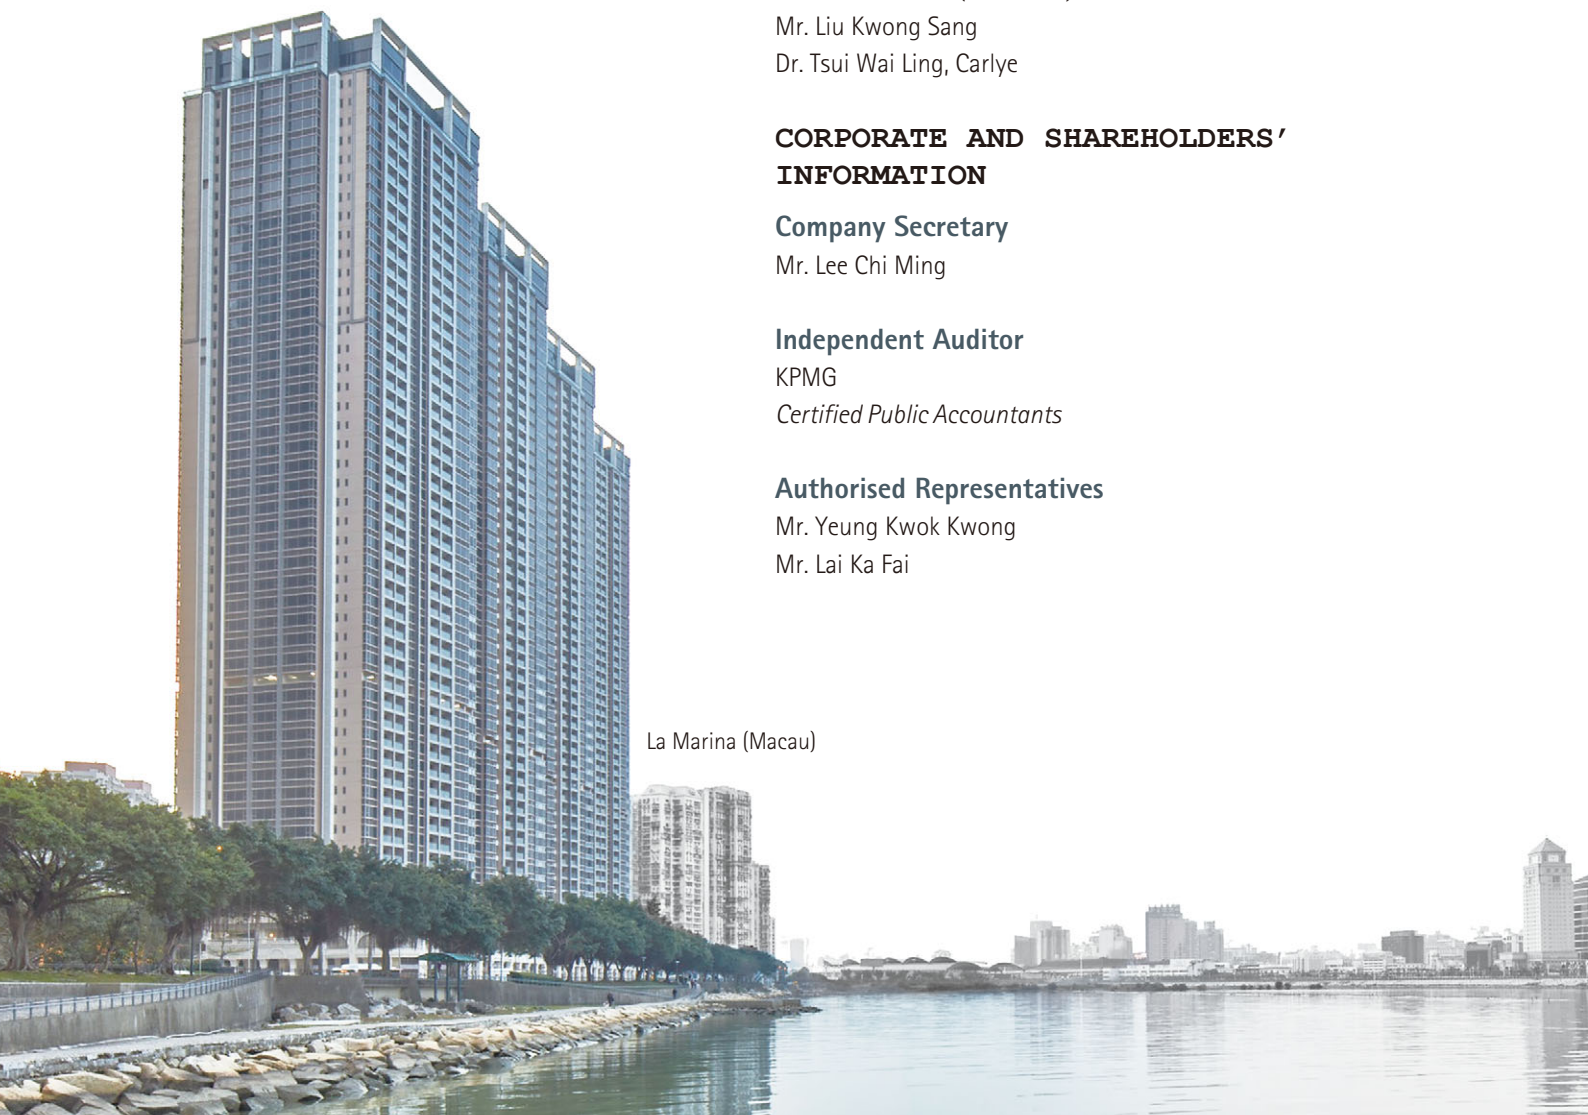 Mr. Liu Kwong Sang
Dr. Tsui Wai Ling, Carlye
CORPORATE AND SHAREHOLDERS’
INFORMATION
Company Secretary
Mr. Lee Chi Ming
Independent Auditor
KPMG
Certified Public Accountants
Authorised Representatives
Mr. Yeung Kwok Kwong
Mr. Lai Ka Fai
La Marina (Macau)